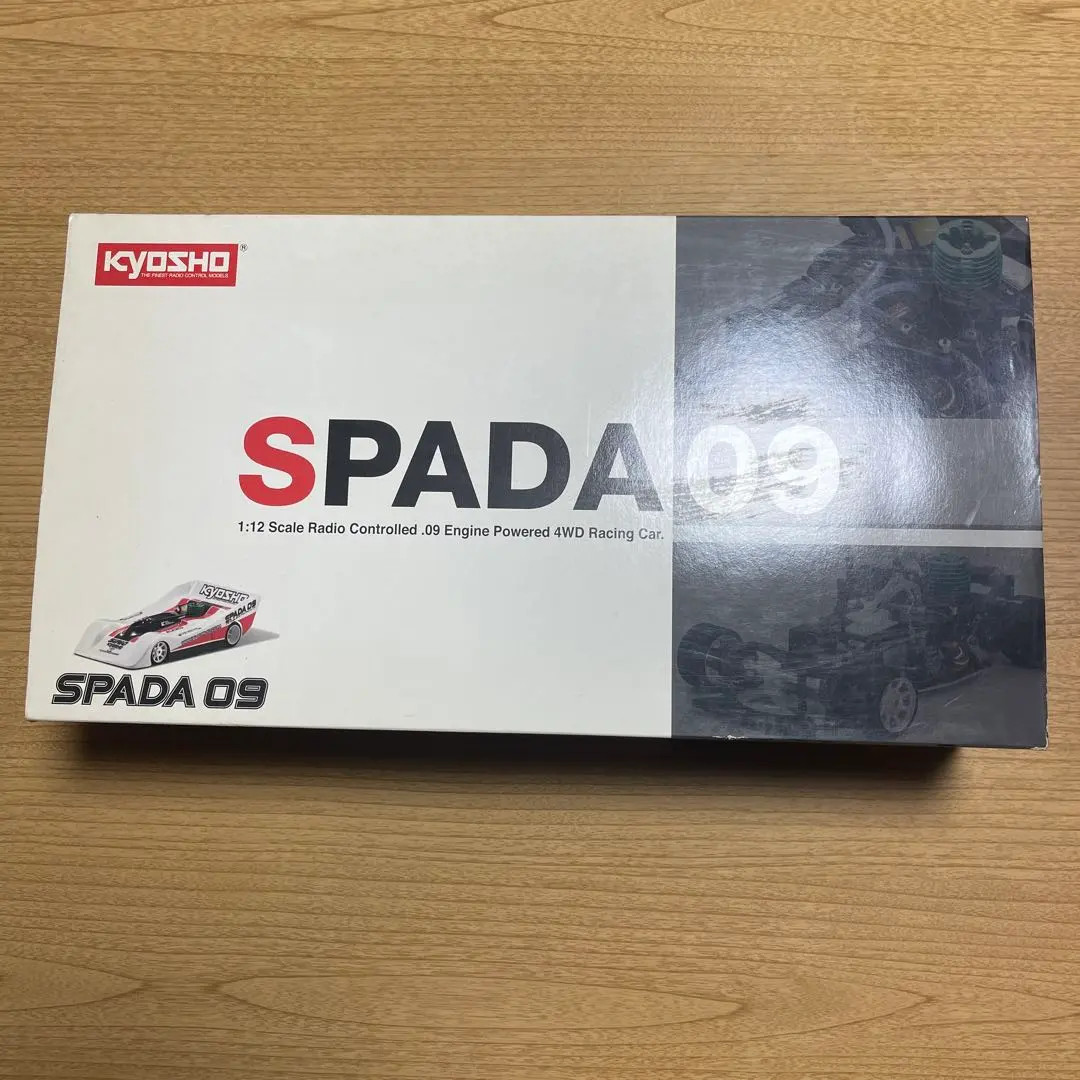 KYOSHO ®
THE FINEST RADIO CONTROL MODELS
SPADA 09
1:12 Scale Radio Controlled .09 Engine Powered 4WD Racing Car.
KYOSHO
SPADA 09
SPADA 09